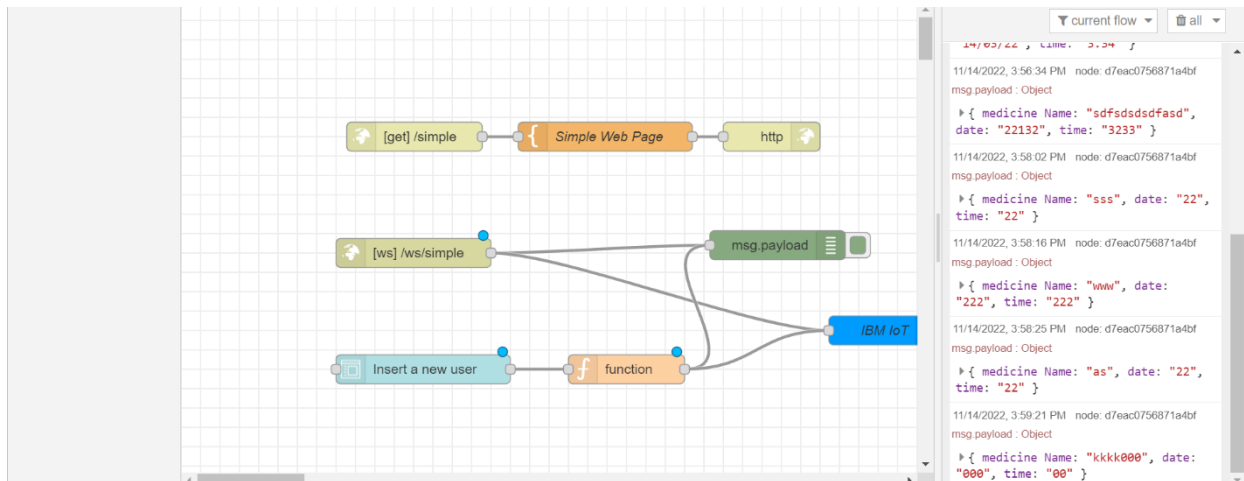 current flow
all
14/03/22", time: "3:34" }
11/14/2022, 3:56:34 PM node: d7eac0756871a4bf
msg.payload : Object
{ medicine Name: "sdfsdsdsdfasd",
date: "22132", time: "3233" }
11/14/2022, 3:58:02 PM node: d7eac0756871a4bf
msg.payload : Object
{ medicine Name: "sss", date: "22",
time: "22" }
11/14/2022, 3:58:16 PM node: d7eac0756871a4bf
msg.payload : Object
{ medicine Name: "www", date:
"222", time: "222" }
11/14/2022, 3:58:25 PM node: d7eac0756871a4bf
msg.payload : Object
{ medicine Name: "as", date: "22",
time: "22" }
11/14/2022, 3:59:21 PM node: d7eac0756871a4bf
msg.payload : Object
{ medicine Name: "kkkk000", date:
"000", time: "00" }
[get] /simple
Simple Web Page
http
[ws] /ws/simple
msg.payload
IBM IoT
Insert a new user
function